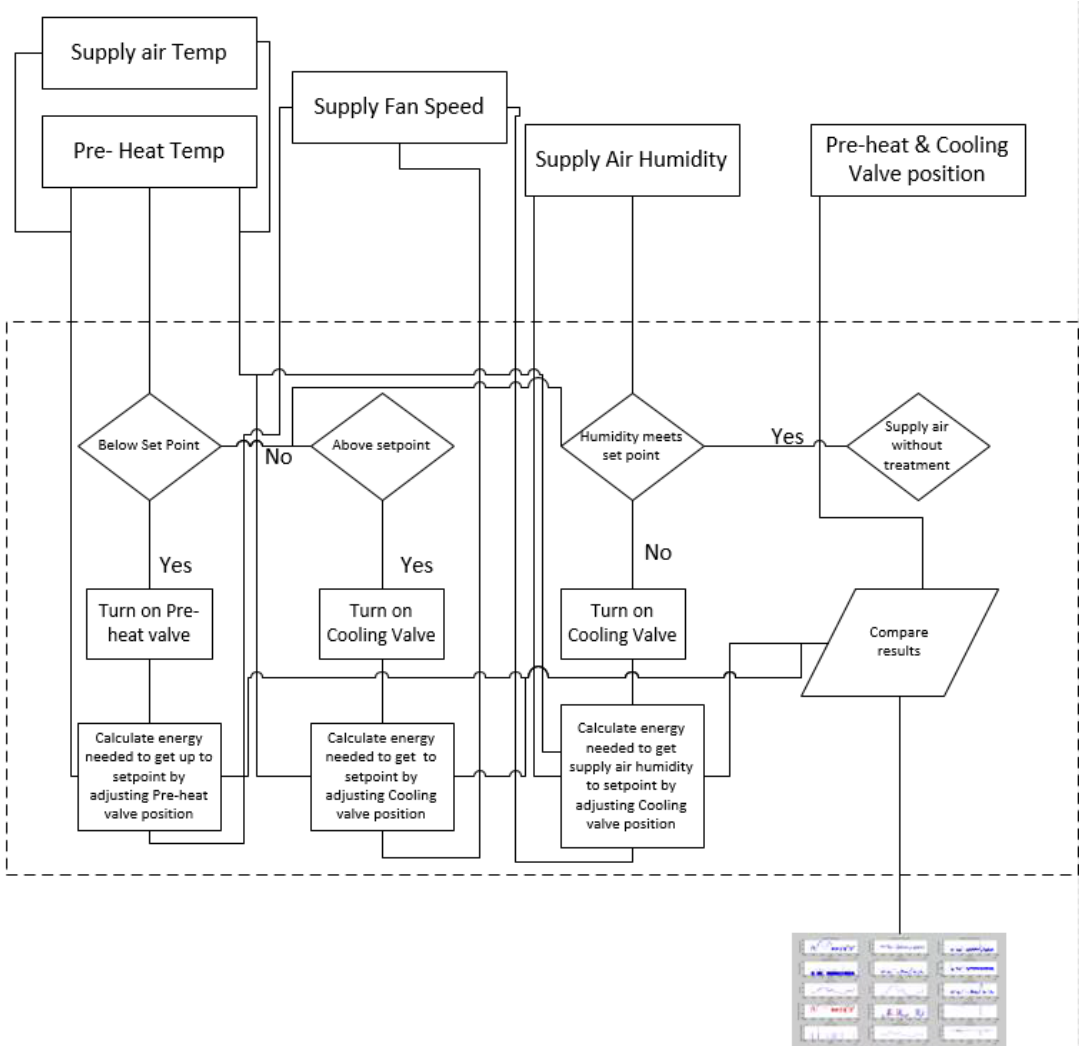 Supply air Temp
Pre- Heat Temp
Supply Fan Speed
Supply Air Humidity
Pre-heat & Cooling
Valve position
Below Set Point
No
Above setpoint
Humidity meets
set point
Yes
Supply air
without
treatment
Yes
Yes
No
Turn on Pre-
heat valve
Turn on
Cooling Valve
Turn on
Cooling Valve
Compare
results
Calculate energy
needed to get up to
setpoint by
adjusting Pre-heat
valve position
Calculate energy
needed to get  to
setpoint by
adjusting Cooling
valve position
Calculate energy
needed to get
supply air humidity
to setpoint by
adjusting Cooling
valve position